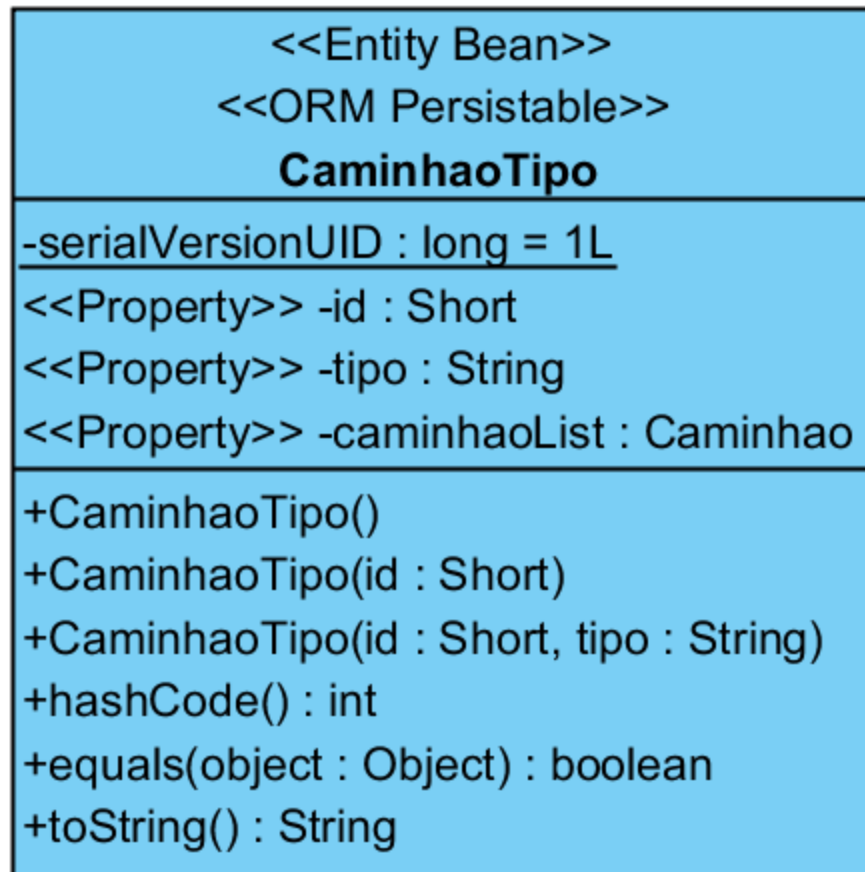 <<Entity Bean>>
<<ORM Persistable>>
CaminhaoTipo
-serialVersionUID : long = 1L
<<Property>> -id : Short
<<Property>> -tipo : String
<<Property>> -caminhaoList : Caminhao
+CaminhaoTipo()
+CaminhaoTipo(id : Short)
+CaminhaoTipo(id : Short, tipo : String)
+hashCode() : int
+equals(object : Object) : boolean
+toString() : String